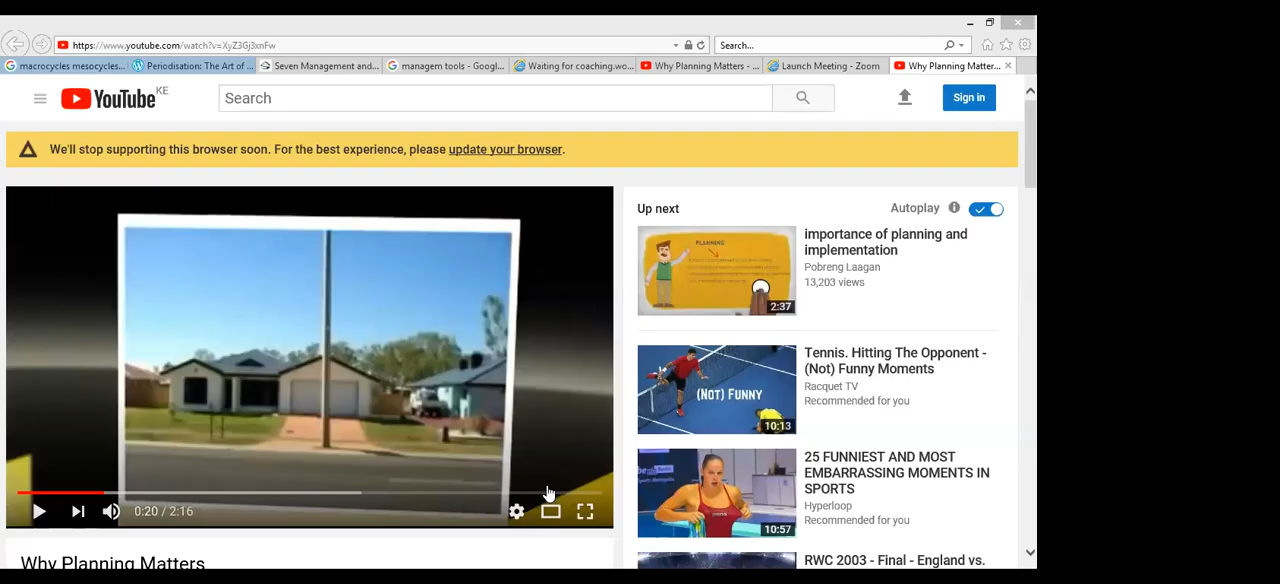 https://www.youtube.com/watch?v=XyZ3Gj3xnFw
Search...
macrocycles mesocycles...
Periodisation: The Art of ...
Seven Management and...
managem tools - Googl...
Waiting for coaching.wo...
Why Planning Matters - ...
Launch Meeting - Zoom
Why Planning Matter...
YouTube KE
Search
Sign in
We'll stop supporting this browser soon. For the best experience, please update your browser.
Up next
Autoplay
PLANNING
2:37
importance of planning and
implementation
Pobreng Laagan
13,203 views
(NOT) FUNNY
10:13
Tennis. Hitting The Opponent -
(Not) Funny Moments
Racquet TV
Recommended for you
10:57
25 FUNNIEST AND MOST
EMBARRASSING MOMENTS IN
SPORTS
Hyperloop
Recommended for you
RWC 2003 - Final - England vs.
0:20 / 2:16
Why Planning Matters